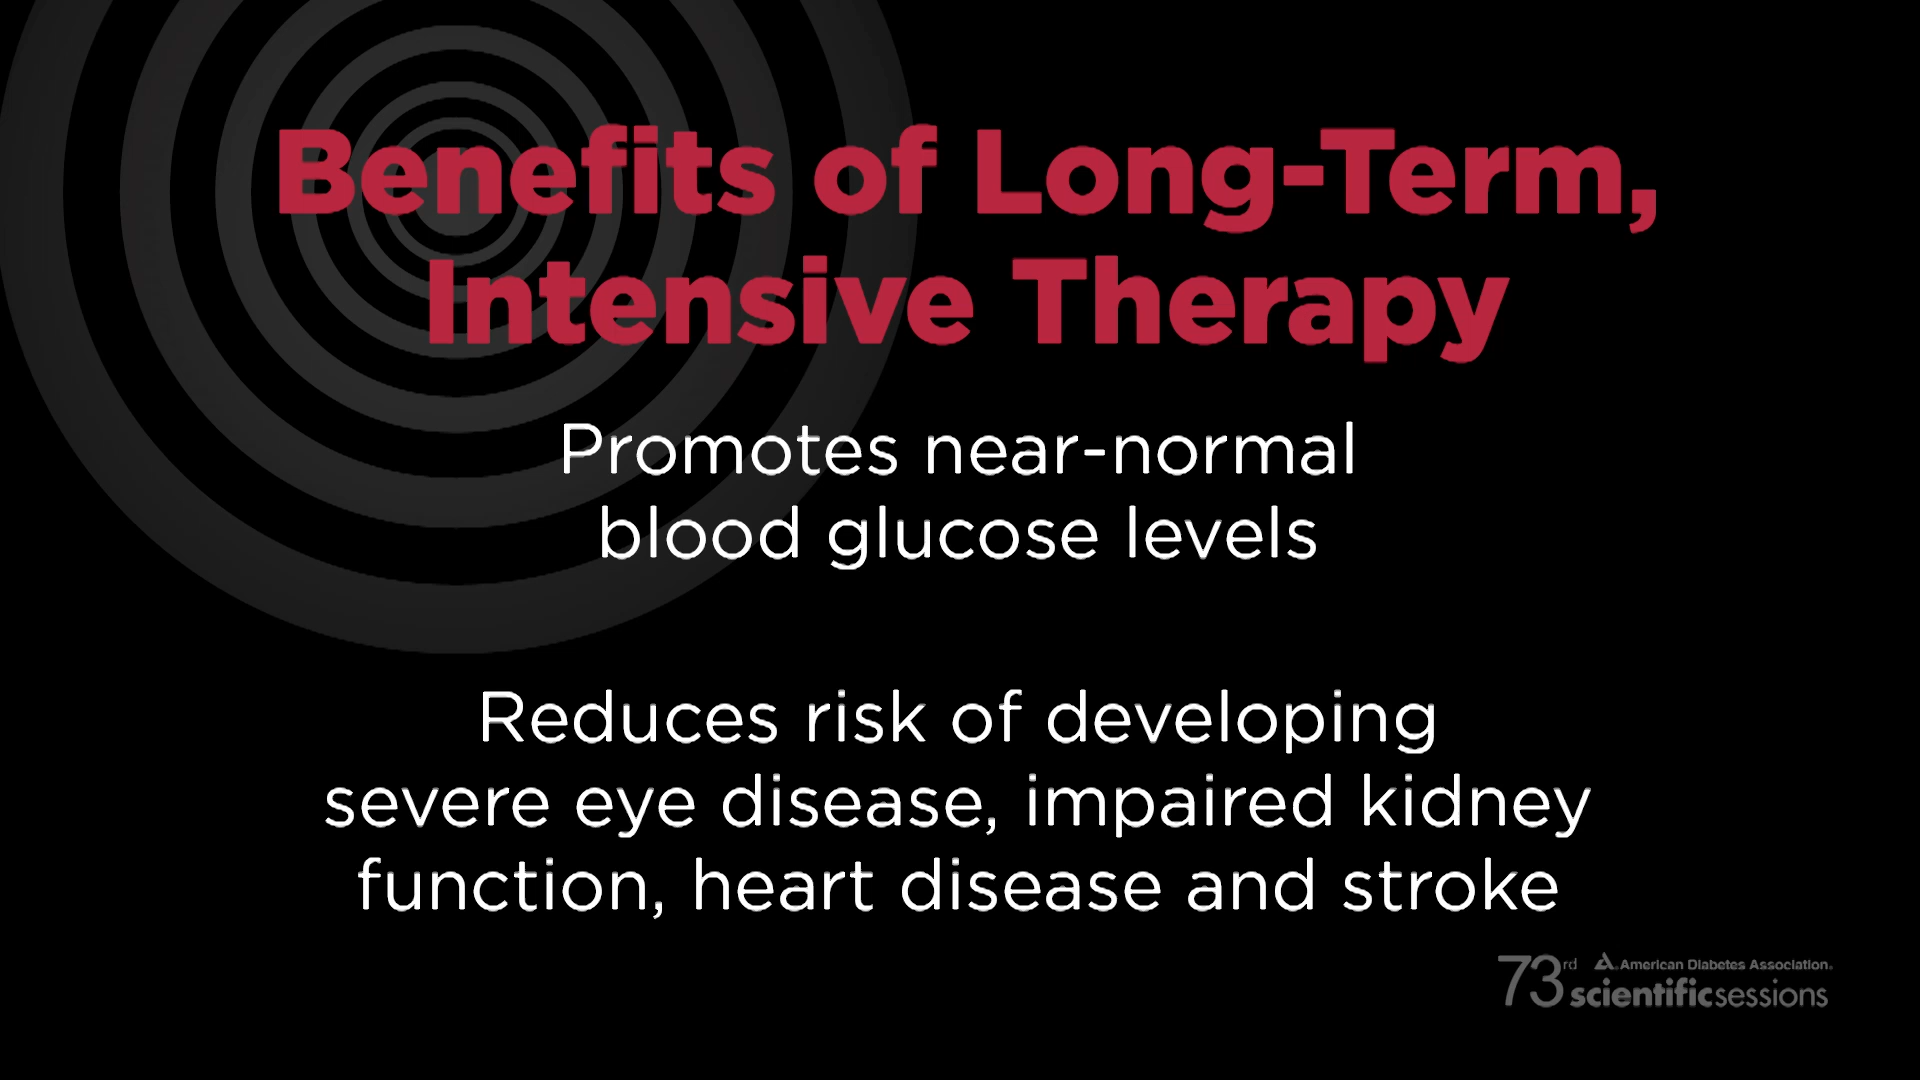 Benefits of Long-Term,
Intensive Therapy
Promotes near-normal
blood glucose levels
Reduces risk of developing
severe eye disease, impaired kidney
function, heart disease and stroke
73rd American Diabetes Association.
scientificsessions